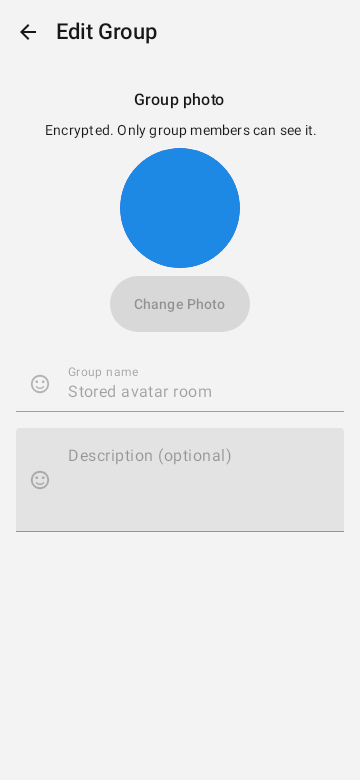 Edit Group
Group photo
Encrypted. Only group members can see it.
Change Photo
Group name
Stored avatar room
Description (optional)